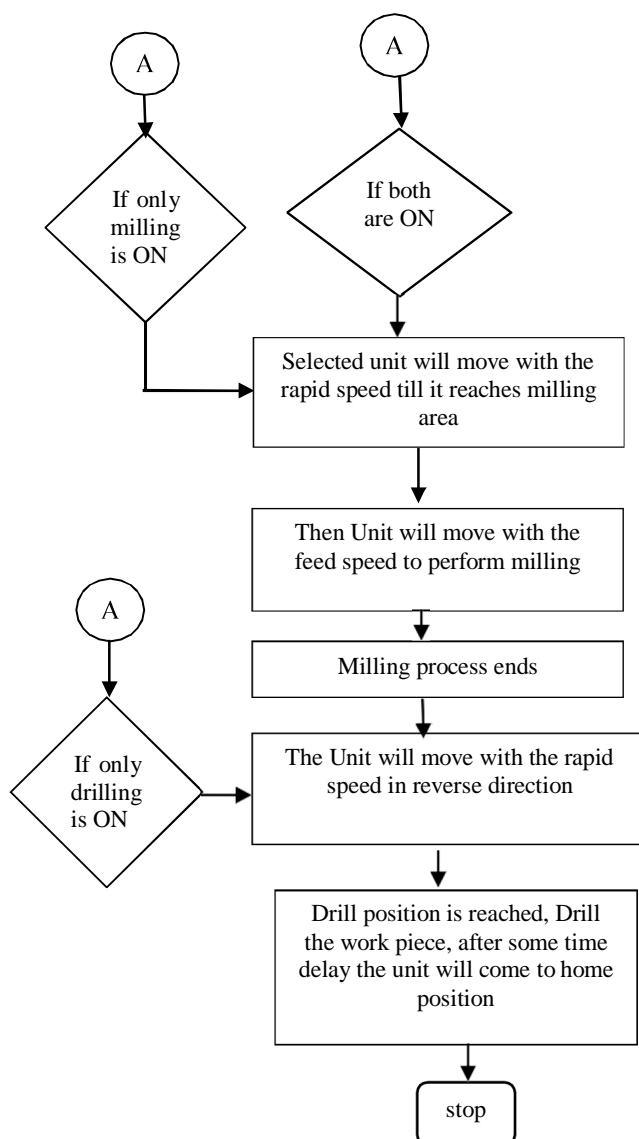 A
A
If only
milling
is ON
If both
are ON
Selected unit will move with the
rapid speed till it reaches milling
area
Then Unit will move with the
feed speed to perform milling
A
Milling process ends
If only
drilling
is ON
The Unit will move with the rapid
speed in reverse direction
Drill position is reached, Drill
the work piece, after some time
delay the unit will come to home
position
stop